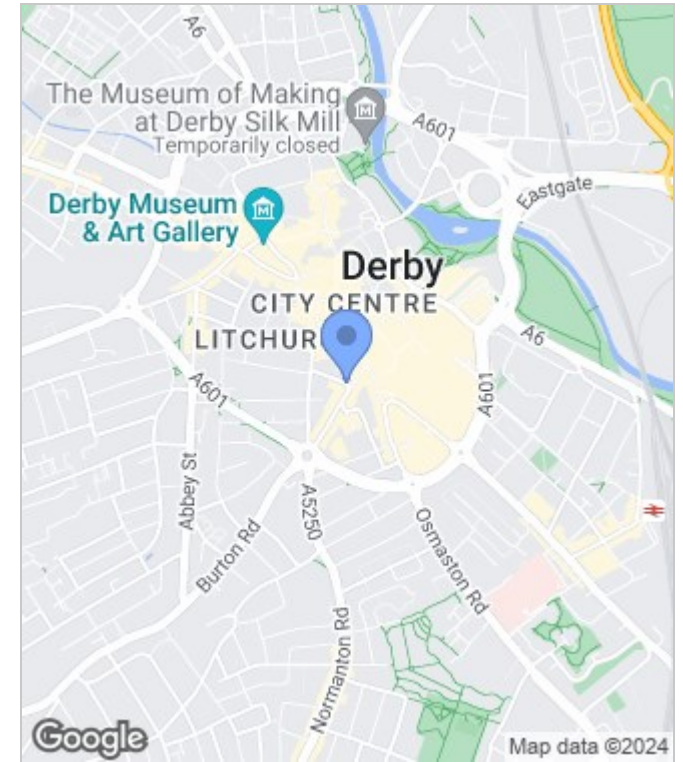 A6
The Museum of Making
at Derby Silk Mill
Temporarily closed
A601
Eastgate
Derby Museum
& Art Gallery
Derby
CITY CENTRE
LITCHUR
A6
A601
A601
Abbey St
A5250
Burton Rd
Osmaston Rd
Normanton Rd
Google
Map data ©2024